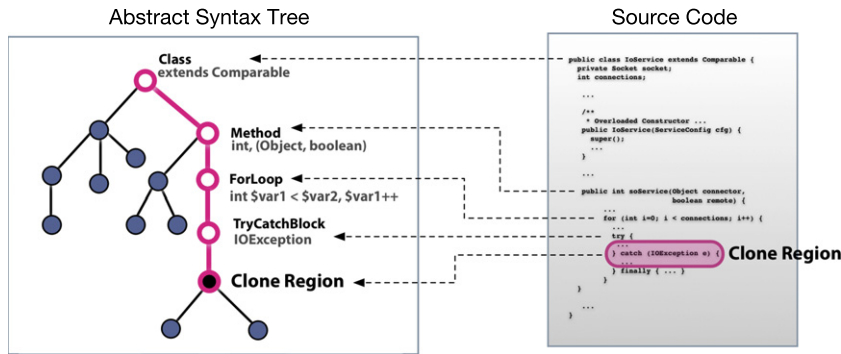 Abstract Syntax Tree
Source Code
Class
extends Comparable
Method
int, (Object, boolean)
ForLoop
int $var1 < $var2, $var1++
TryCatchBlock
IOException
Clone Region
public class IoService extends Comparable {
private Socket socket;
int connections;
...
/**
* Overloaded Constructor ...
public IoService(ServiceConfig cfg) {
super();
...
}
...
public int soService(Object connector,
boolean remote) {
...
for (int i=0; i < connections; i++) {
...
try {
...
} catch (IOException e) {
...
} finally { ... }
}
}
...
}
Clone Region